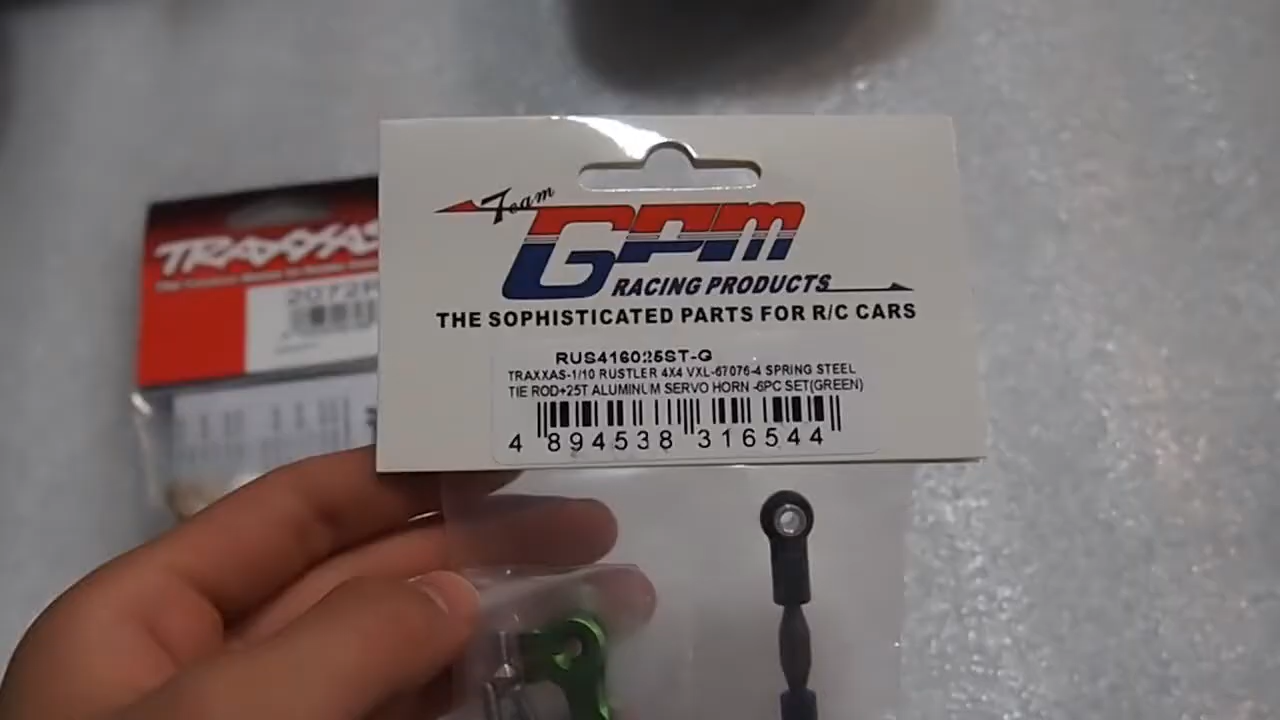 Team
GPM
RACING PRODUCTS
THE SOPHISTICATED PARTS FOR R/C CARS
RUS416025ST-G
TRAXXAS-1/10 RUSTLER 4X4 VXL-67076-4 SPRING STEEL
TIE ROD+25T ALUMINUM SERVO HORN -6PC SET(GREEN)
4 894538 316544
TRAXXAS
2072R